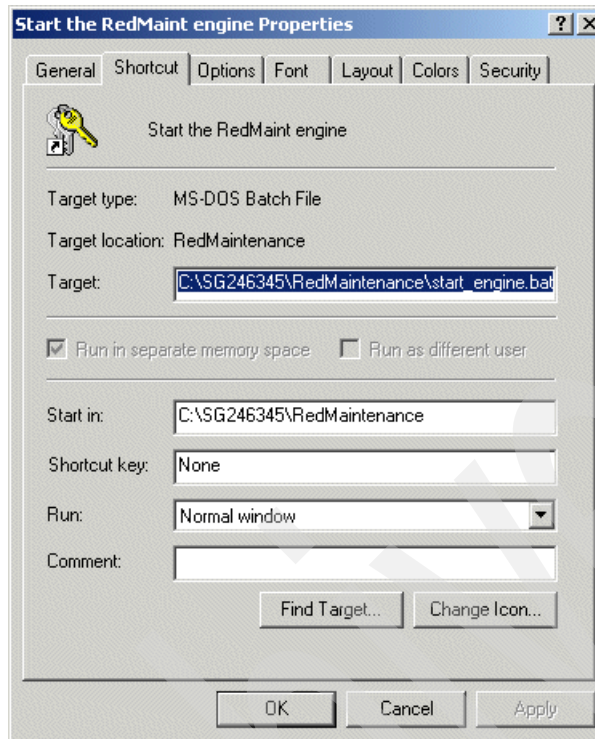 Start the RedMaint engine Properties
General Shortcut Options Font Layout Colors Security
Start the RedMaint engine
Target type: MS-DOS Batch File
Target location: RedMaintenance
Target: C:\SG246345\RedMaintenance\start_engine.bat
Run in separate memory space Run as different user
Start in: C:\SG246345\RedMaintenance
Shortcut key: None
Run: Normal window
Comment:
Find Target... Change Icon...
OK Cancel Apply